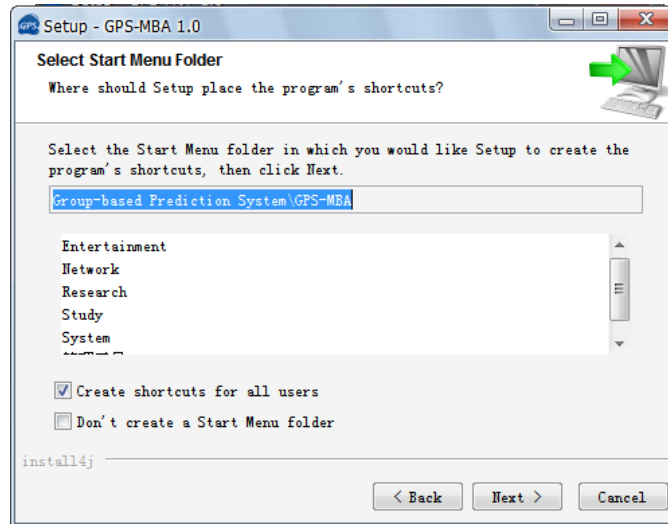 GPS
Setup - GPS-MBA 1.0
Select Start Menu Folder
Where should Setup place the program's shortcuts?
Select the Start Menu folder in which you would like Setup to create the
program's shortcuts, then click Next.
Group-based Prediction System\GPS-MBA
Entertainment
Network
Research
Study
System
Create shortcuts for all users
Don't create a Start Menu folder
install4j
< Back
Next >
Cancel